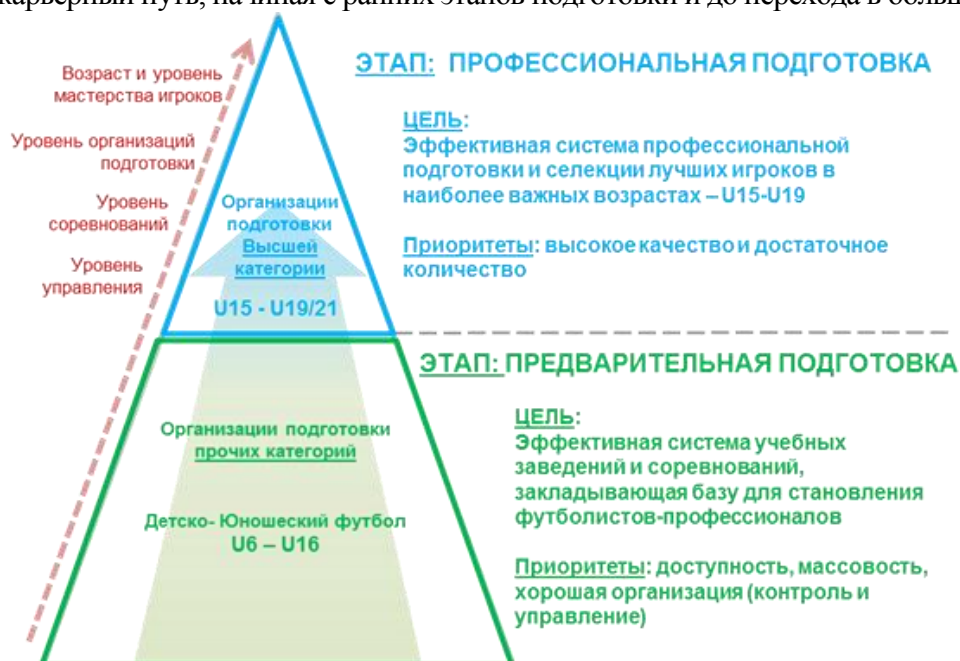 карьерный путь, начиная с ранних этапов подготовки и до перехода в
Возраст и уровень
мастерства игроков
Уровень организаций
подготовки
Уровень
соревнований
Уровень
управления
Организации
подготовки
Высшей
категории
U15 - U19/21
ЭТАП: ПРОФЕССИОНАЛЬНАЯ ПОДГОТОВКА
ЦЕЛЬ:
Эффективная система профессиональной
подготовки и селекции лучших игроков в
наиболее важных возрастах – U15-U19
Приоритеты: высокое качество и достаточное
количество
Организации подготовки
прочих категорий
Детско- Юношеский футбол
U6 – U16
ЭТАП: ПРЕДВАРИТЕЛЬНАЯ ПОДГОТОВКА
ЦЕЛЬ:
Эффективная система учебных
заведений и соревнований,
закладывающая базу для становления
футболистов-профессионалов
Приоритеты: доступность, массовость,
хорошая организация (контроль и
управление)